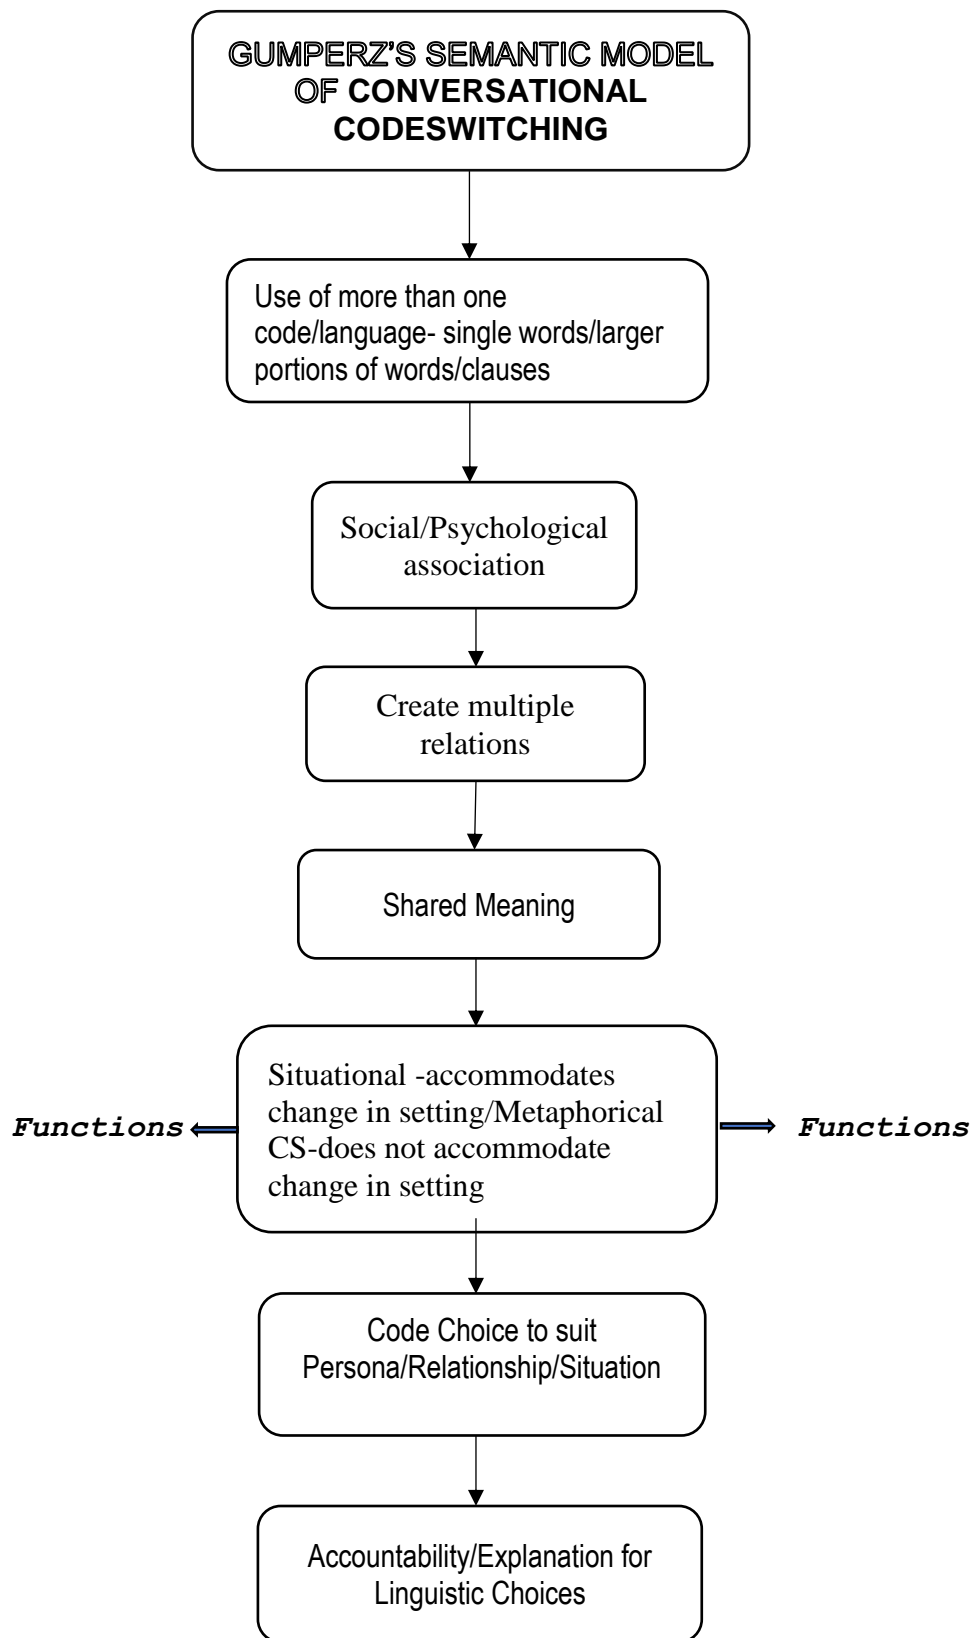 GUMPERZ’S SEMANTIC MODEL
OF CONVERSATIONAL
CODESWITCHING
Use of more than one
code/language- single words/larger
portions of words/clauses
Social/Psychological
association
Create multiple
relations
Shared Meaning
Situational -accommodates
change in setting/Metaphorical
CS-does not accommodate
change in setting
Functions
Functions
Code Choice to suit
Persona/Relationship/Situation
Accountability/Explanation for
Linguistic Choices